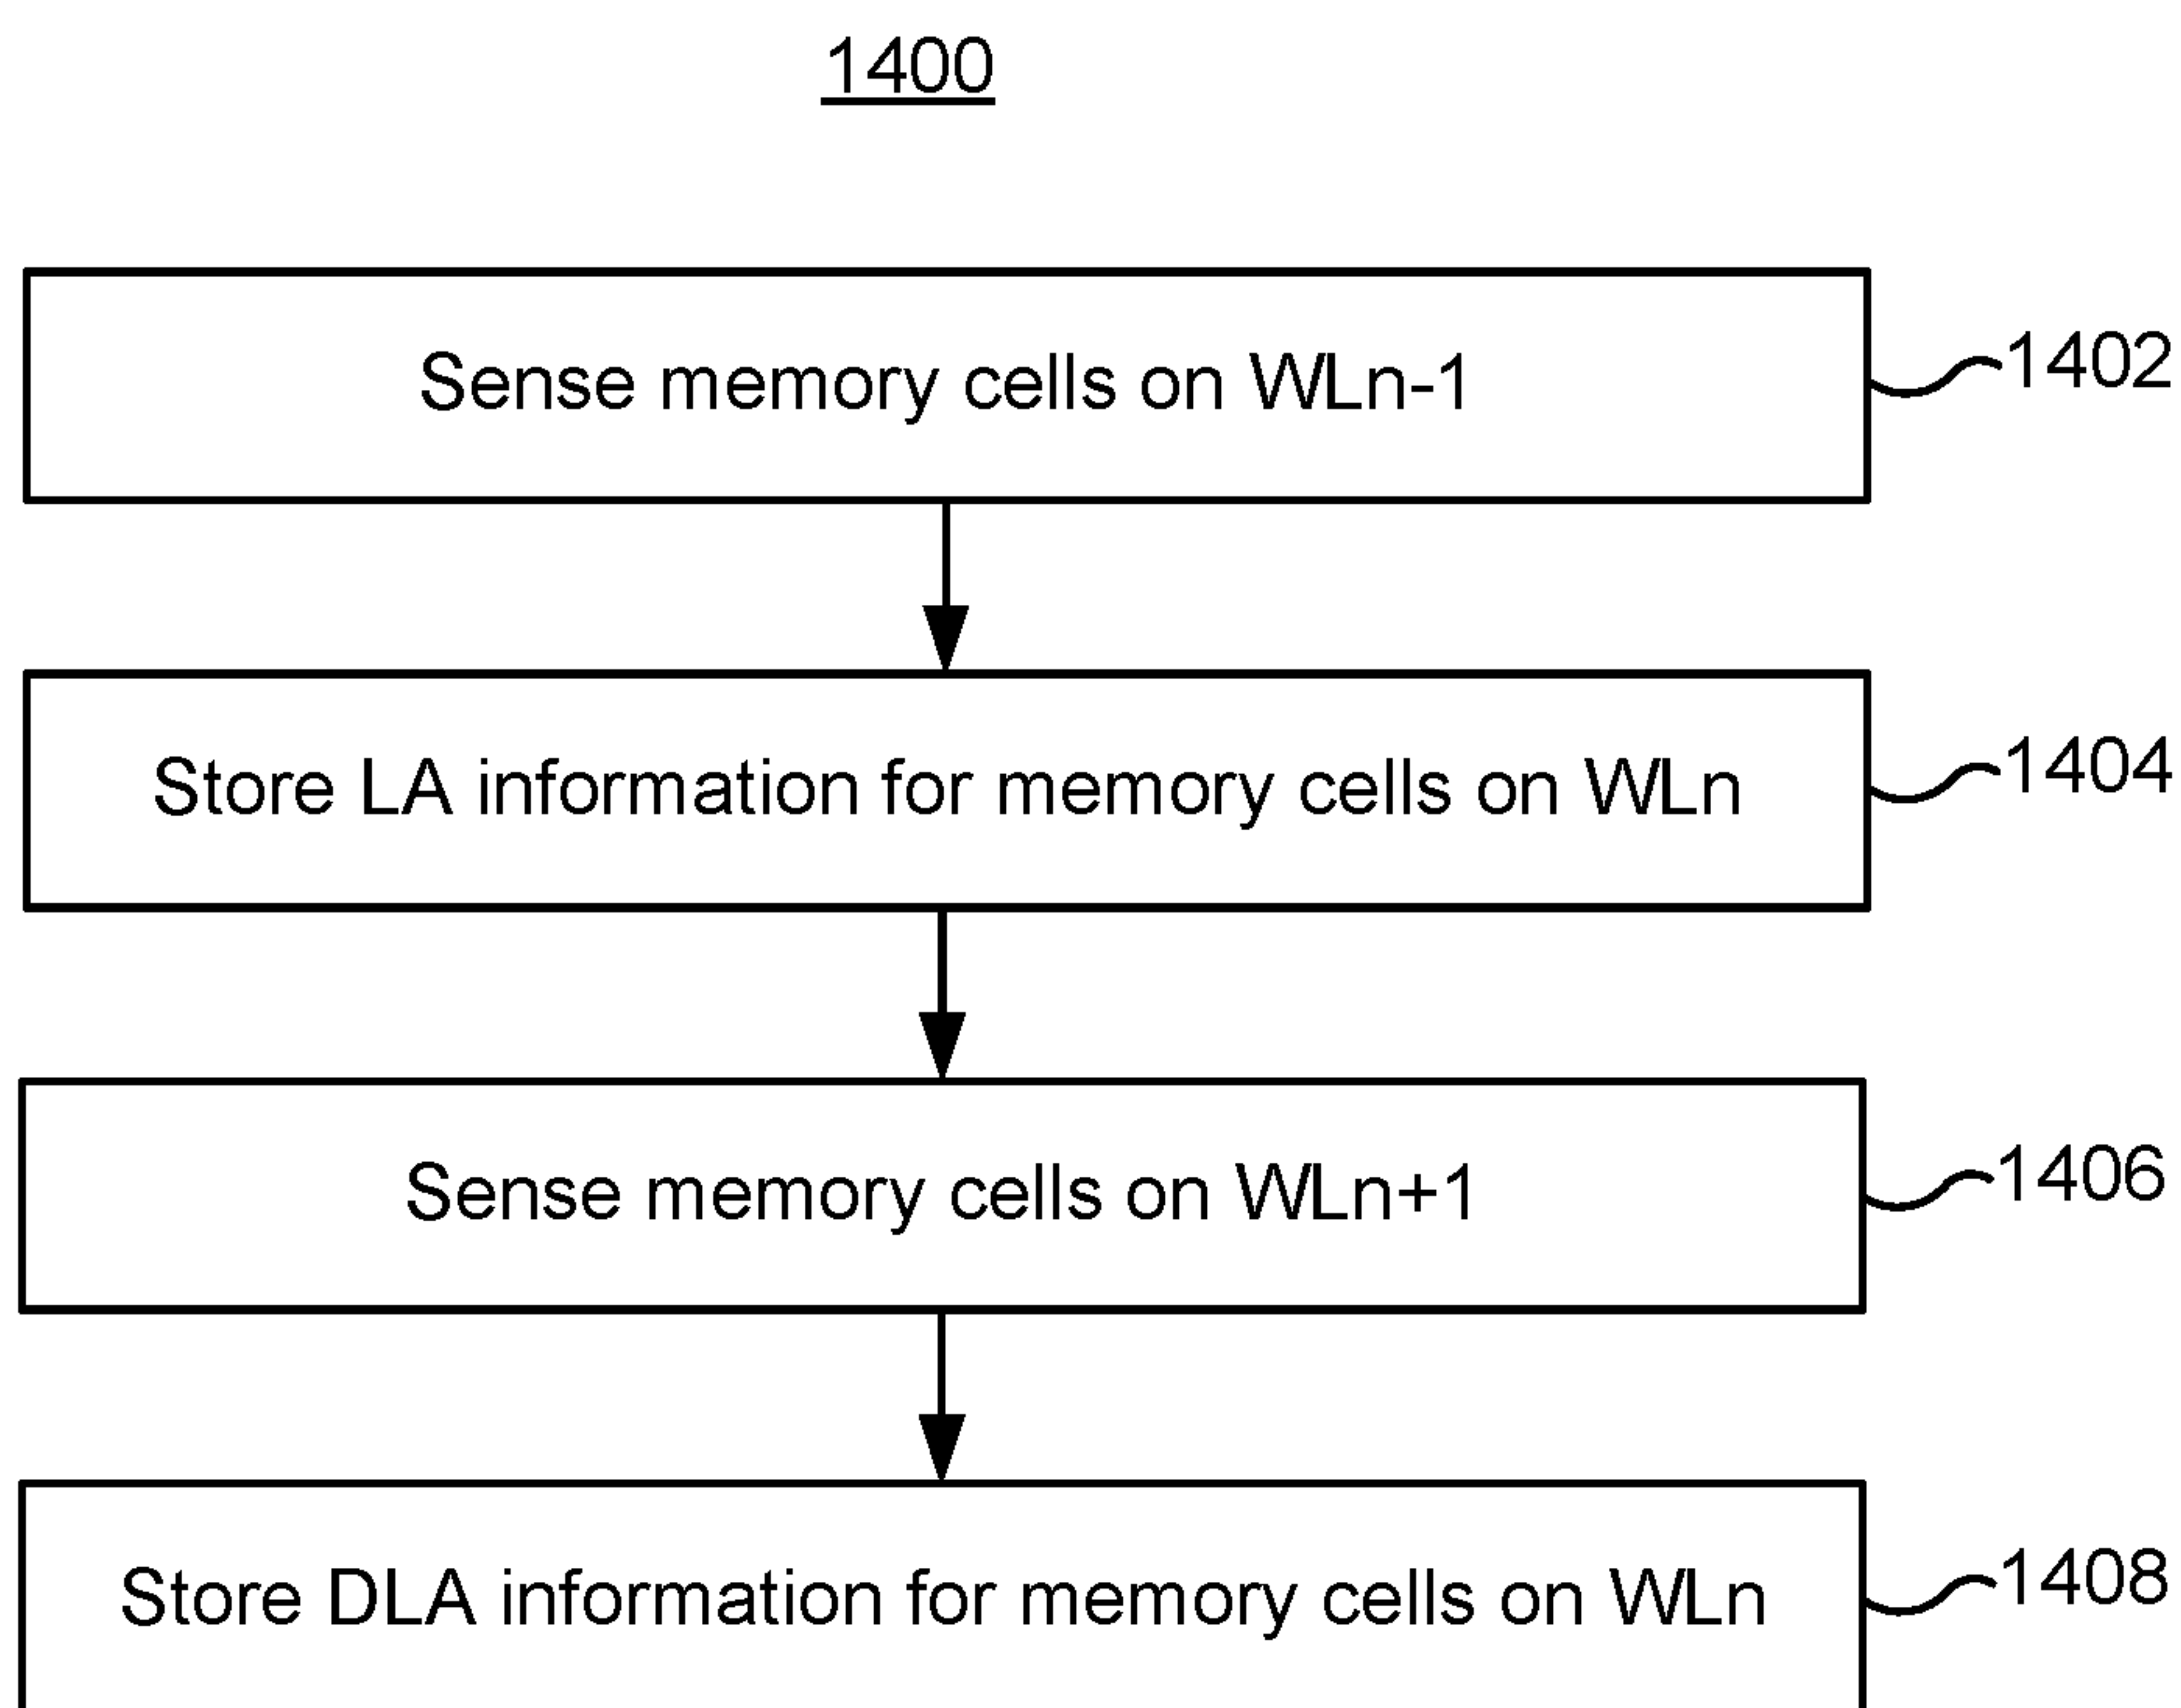 1400
Sense memory cells on WLn-1
1402
Store LA information for memory cells on WLn
1404
Sense memory cells on WLn+1
1406
Store DLA information for memory cells on WLn
1408